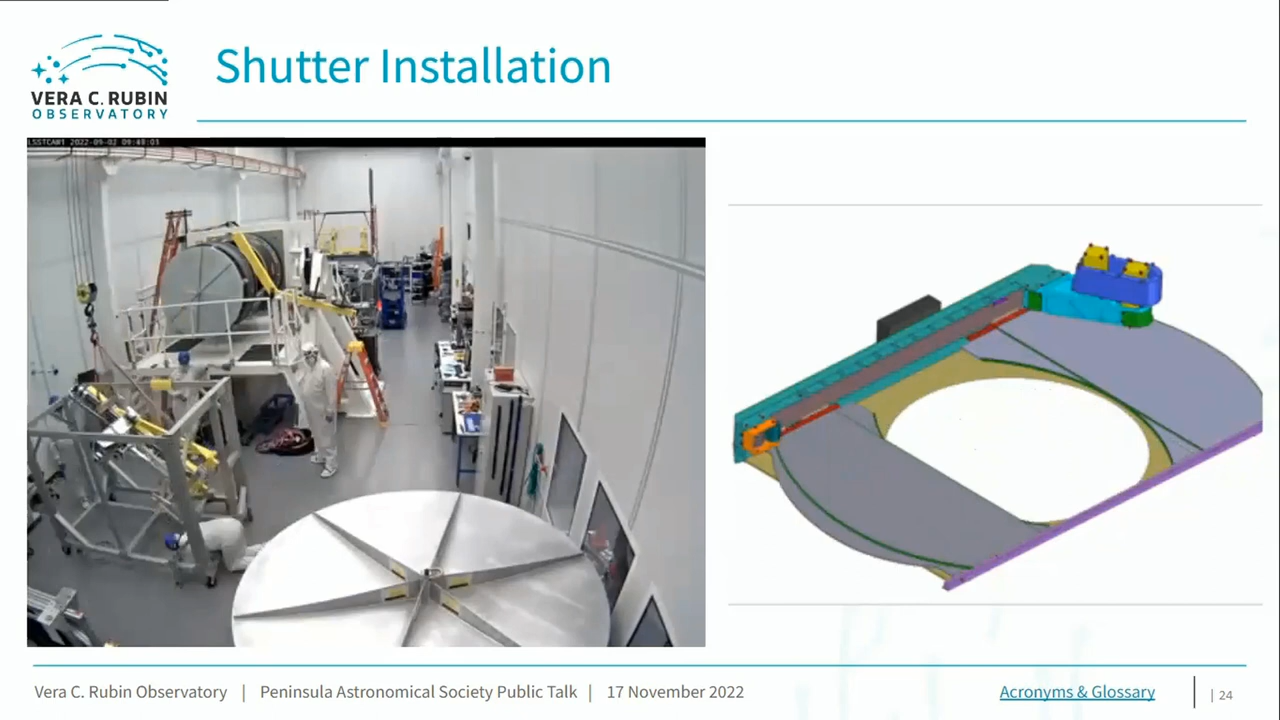 VERA C. RUBIN
OBSERVATORY
Shutter Installation
LSSTCAM1 2022-09-02 09:48:03
Vera C. Rubin Observatory | Peninsula Astronomical Society Public Talk | 17 November 2022
Acronyms & Glossary
| 24